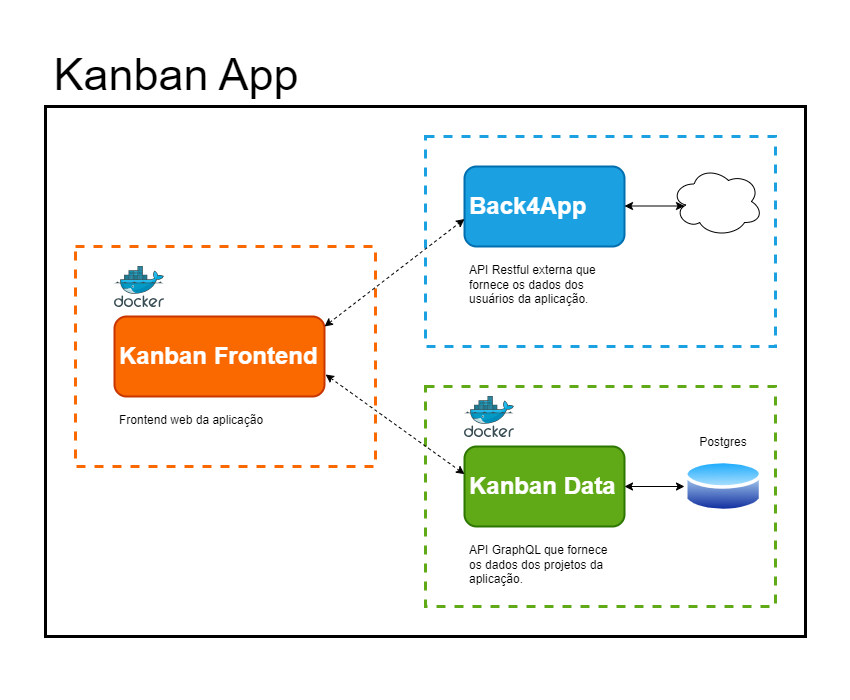 Kanban App
Back4App
API Restful externa que
fornece os dados dos
usuários da aplicação.
docker
Kanban Frontend
Frontend web da aplicação
docker
Postgres
Kanban Data
API GraphQL que fornece
os dados dos projetos da
aplicação.